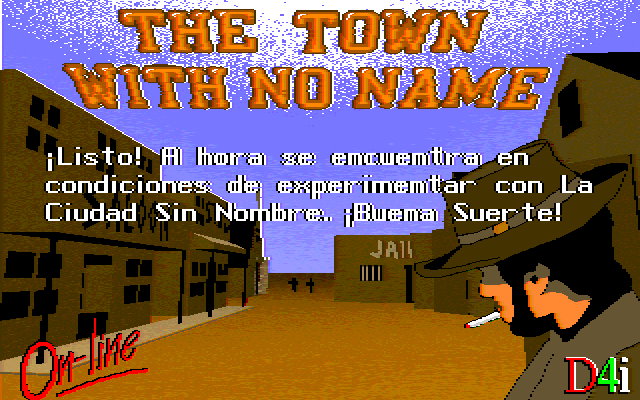 THE TOWN
WITH NO NAME
¡Listo! A hora se encuentra en
condiciones de experimentar con La
Ciudad Sin Nombre. ¡Buena Suerte!
JAIL
On-line
D4i